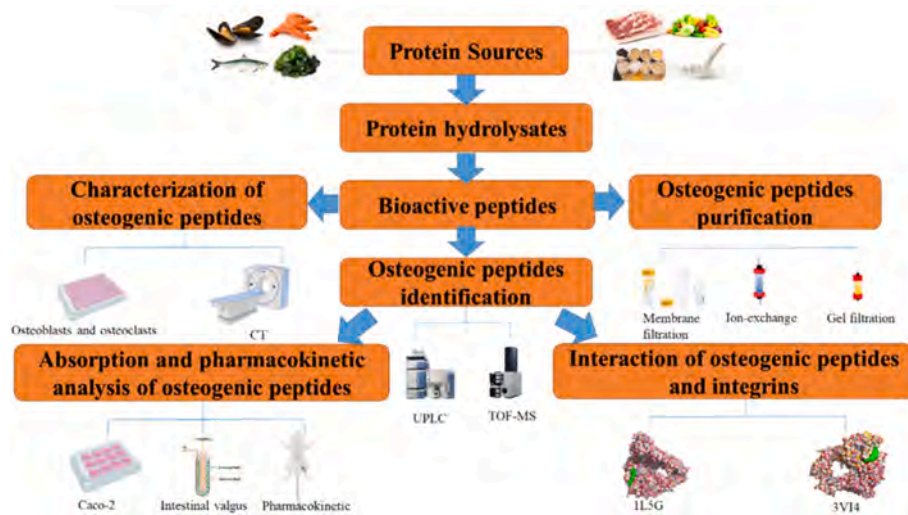 Protein Sources
Protein hydrolysates
Characterization of
osteogenic peptides
Bioactive peptides
Osteogenic peptides
purification
Osteogenic peptides
identification
Osteoblasts and osteoclasts
CT
Membrane
filtration
Ion-exchange
Gel filtration
Absorption and pharmacokinetic
analysis of osteogenic peptides
UPLC
TOF-MS
Interaction of osteogenic peptides
and integrins
Caco-2
Intestinal valgus
Pharmacokinetic
1L5G
3VI4